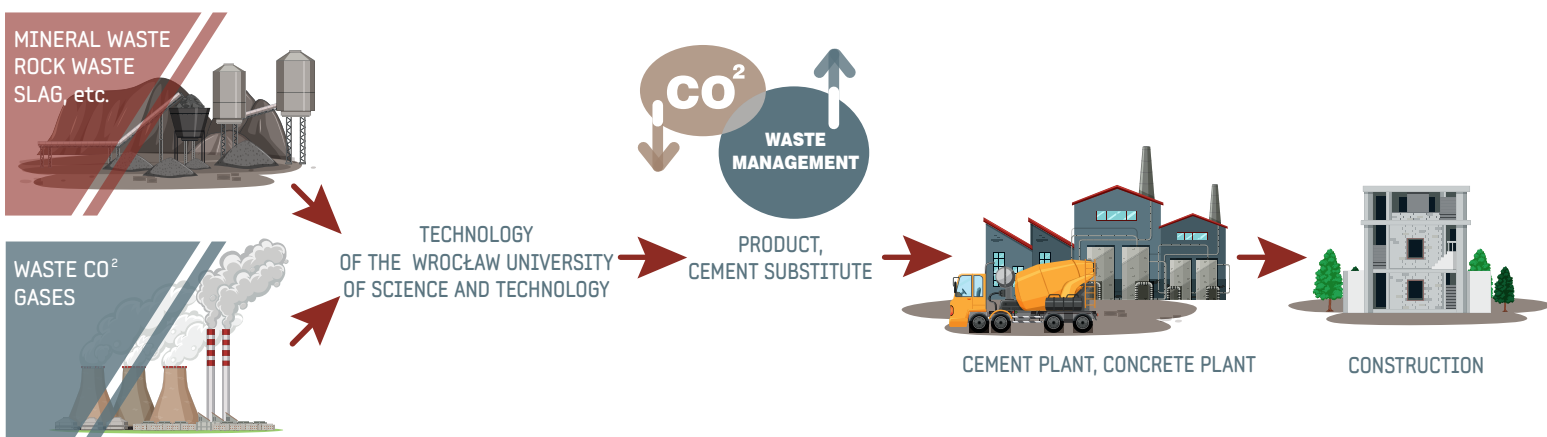 MINERAL WASTE
ROCK WASTE
SLAG, etc.
WASTE CO²
GASES
TECHNOLOGY
OF THE WROCŁAW UNIVERSITY
OF SCIENCE AND TECHNOLOGY
CO²
WASTE
MANAGEMENT
PRODUCT,
CEMENT SUBSTITUTE
CEMENT PLANT, CONCRETE PLANT
CONSTRUCTION